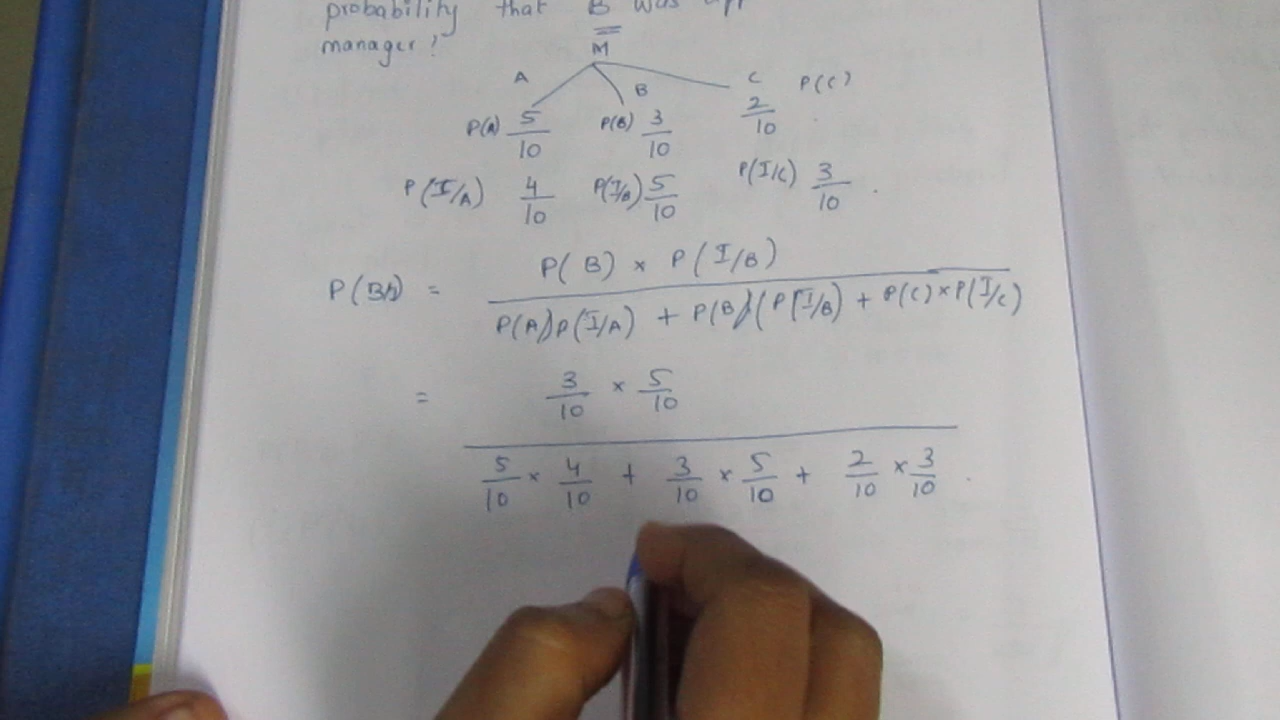 probability that B was
manager?
M
A B C P(C)
P(A) 5/10 P(B) 3/10 2/10
P(I/A) 4/10 P(I/B) 5/10 P(I/C) 3/10 .
P(B/I) = P(B) × P(I/B)
P(A)P(I/A) + P(B)(P(I/B) + P(C)×P(I/C)
= 3/10 × 5/10
5/10 × 4/10 + 3/10 × 5/10 + 2/10 × 3/10 .